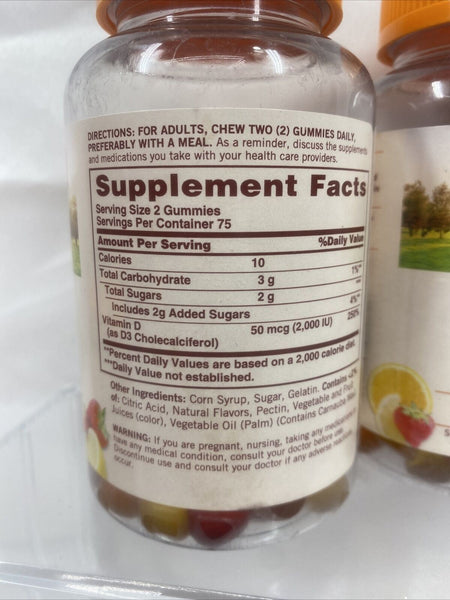 DIRECTIONS: FOR ADULTS, CHEW TWO (2) GUMMIES DAILY,
PREFERABLY WITH A MEAL. As a reminder, discuss the supplements
and medications you take with your health care providers.
Supplement Facts
Serving Size 2 Gummies
Servings Per Container 75
Amount Per Serving %Daily Value
Calories 10
Total Carbohydrate 3 g 1%**
Total Sugars 2 g ***
Includes 2g Added Sugars 4%**
Vitamin D 50 mcg (2,000 IU) 250%
(as D3 Cholecalciferol)
**Percent Daily Values are based on a 2,000 calorie diet.
***Daily Value not established.
Other Ingredients: Corn Syrup, Sugar, Gelatin. Contains <2%
of: Citric Acid, Natural Flavors, Pectin, Vegetable and Fruit
Juices (color), Vegetable Oil (Palm) (Contains Carnauba Wax).
WARNING: If you are pregnant, nursing, taking any medications or
have any medical condition, consult your doctor before use.
Discontinue use and consult your doctor if any adverse reactions
occur.